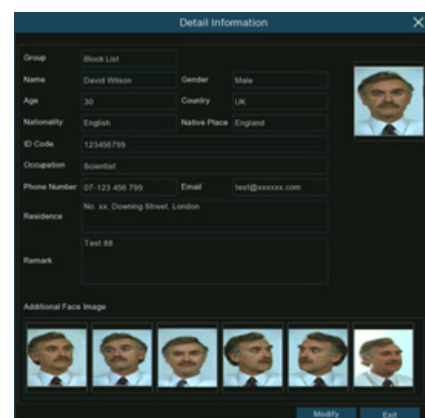 Detail Information
Group Block List
Name David Wilson Gender Male
Age 30 Country UK
Nationality English Native Place England
ID Code 123456799
Occupation Scientist
Phone Number 07-123 456 799 Email test@xxxxxx.com
Residence No. xx, Downing Street, London
Remark Test 88
Additional Face Image
Modify Exit